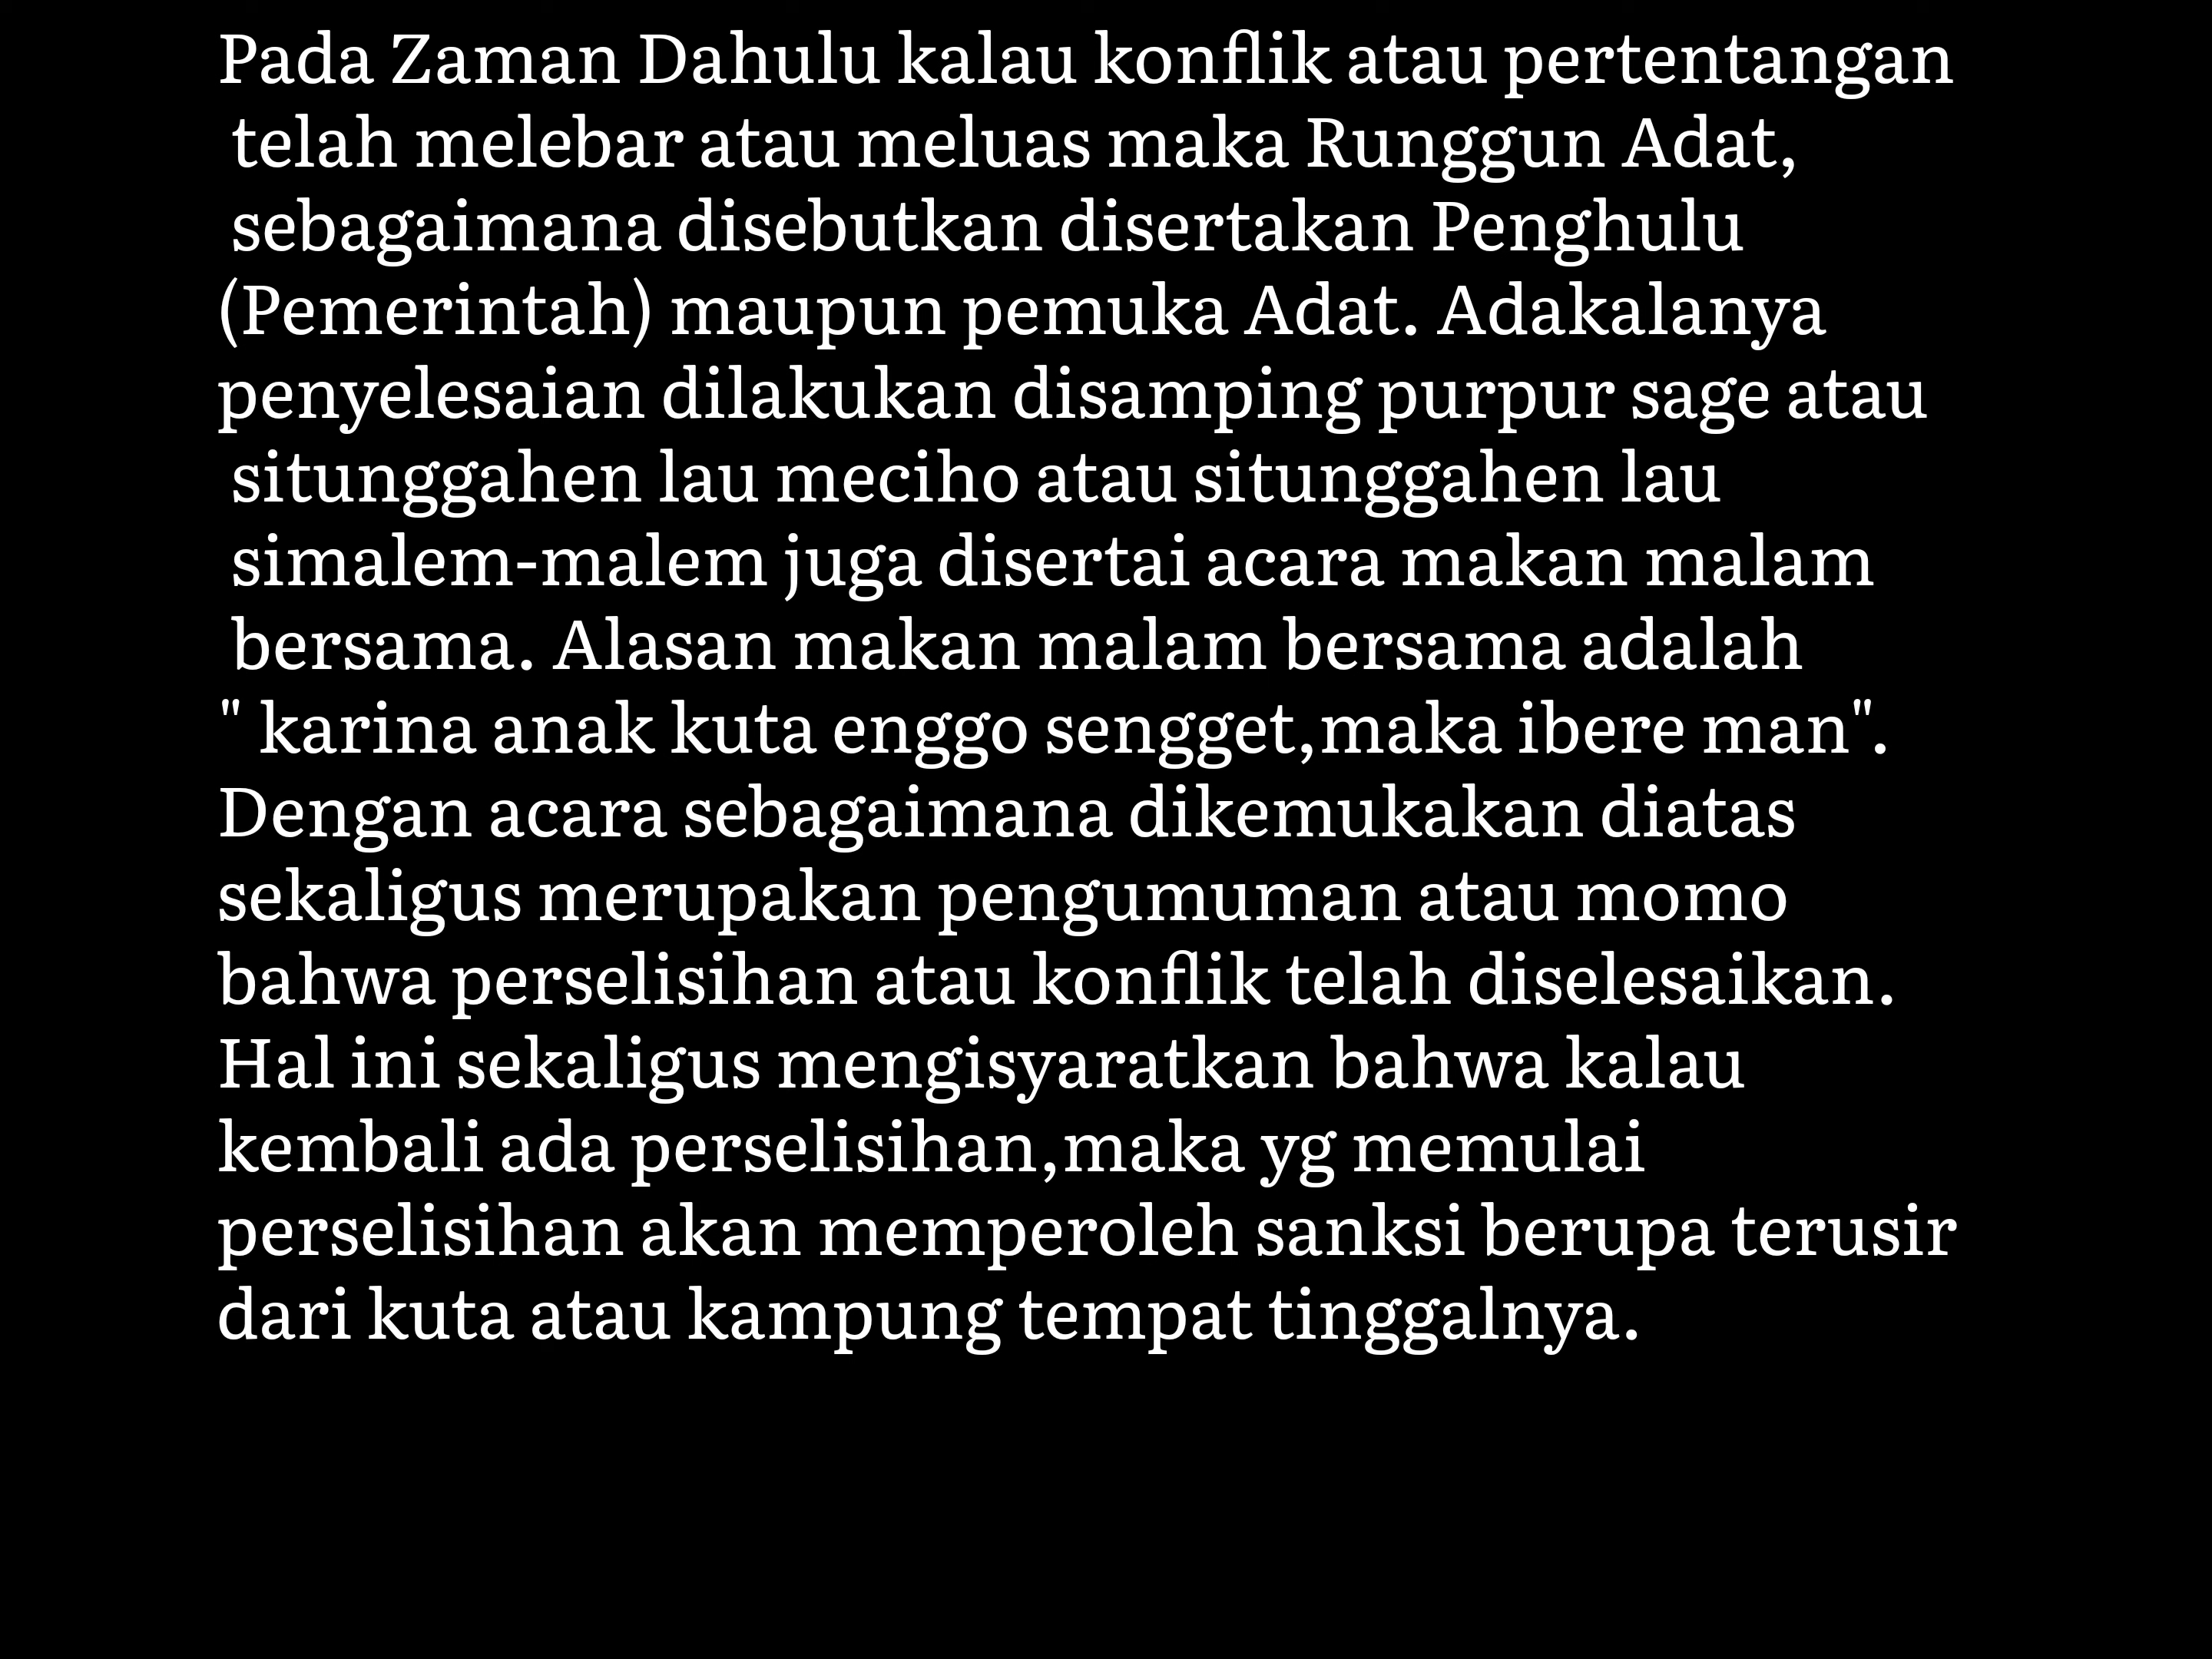 Pada Zaman Dahulu kalau konflik atau pertentangan
telah melebar atau meluas maka Runggun Adat,
sebagaimana disebutkan disertakan Penghulu
(Pemerintah) maupun pemuka Adat. Adakalanya
penyelesaian dilakukan disamping purpur sage atau
situnggahen lau meciho atau situnggahen lau
simalem-malem juga disertai acara makan malam
bersama. Alasan makan malam bersama adalah
" karina anak kuta enggo sengget,maka ibere man".
Dengan acara sebagaimana dikemukakan diatas
sekaligus merupakan pengumuman atau momo
bahwa perselisihan atau konflik telah diselesaikan.
Hal ini sekaligus mengisyaratkan bahwa kalau
kembali ada perselisihan,maka yg memulai
perselisihan akan memperoleh sanksi berupa terusir
dari kuta atau kampung tempat tinggalnya.